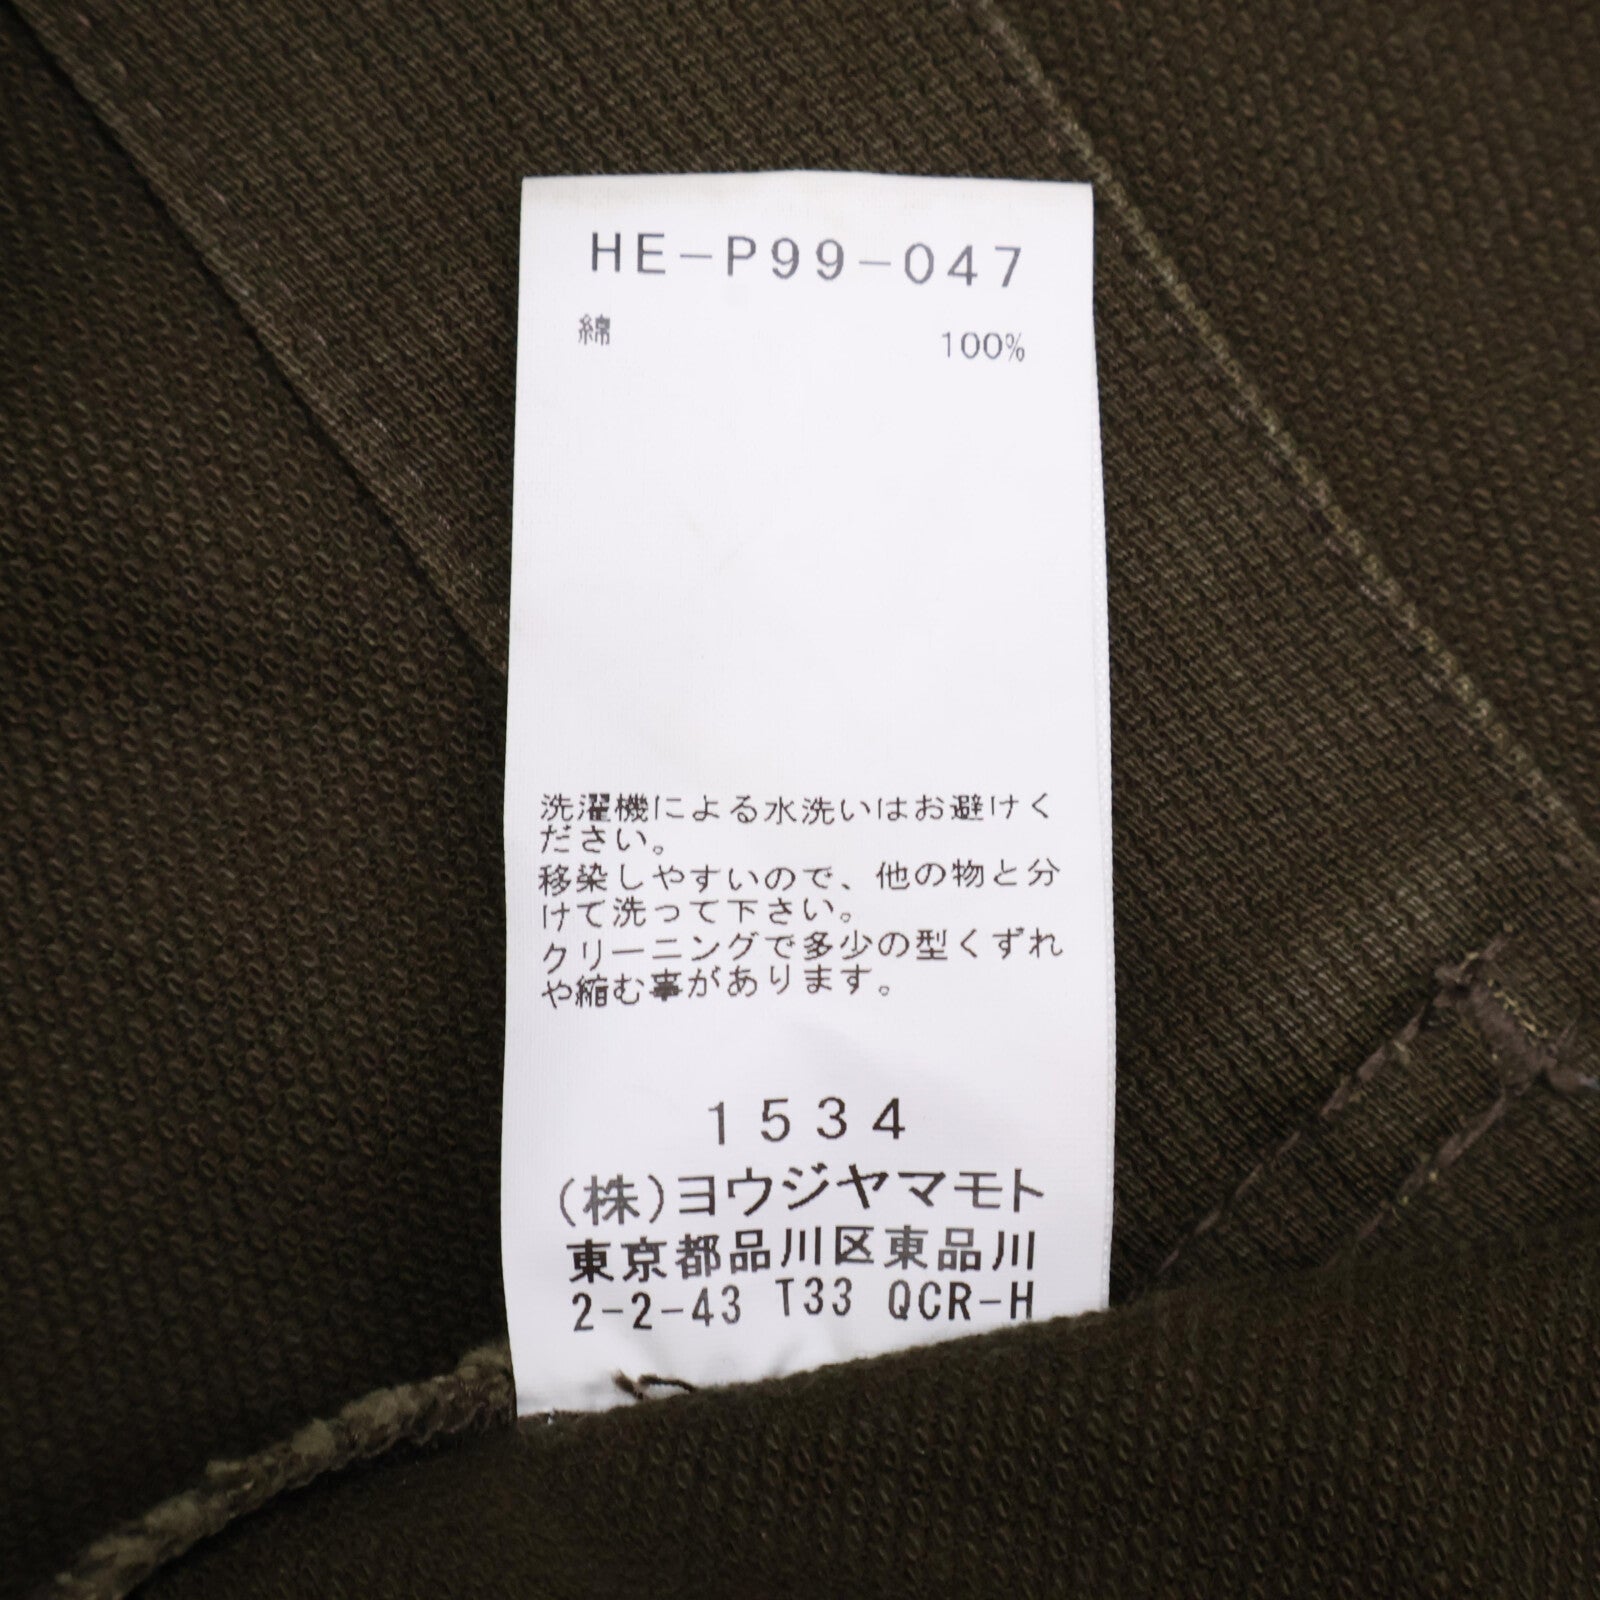 HE-P99-047
綿 100%
洗濯機による水洗いはお避けく
ださい。
移染しやすいので、他の物と分
けて洗って下さい。
クリーニングで多少の型くずれ
や縮む事があります。
1534
(株)ヨウジヤマモト
東京都品川区東品川
2-2-43 T33 QCR-H